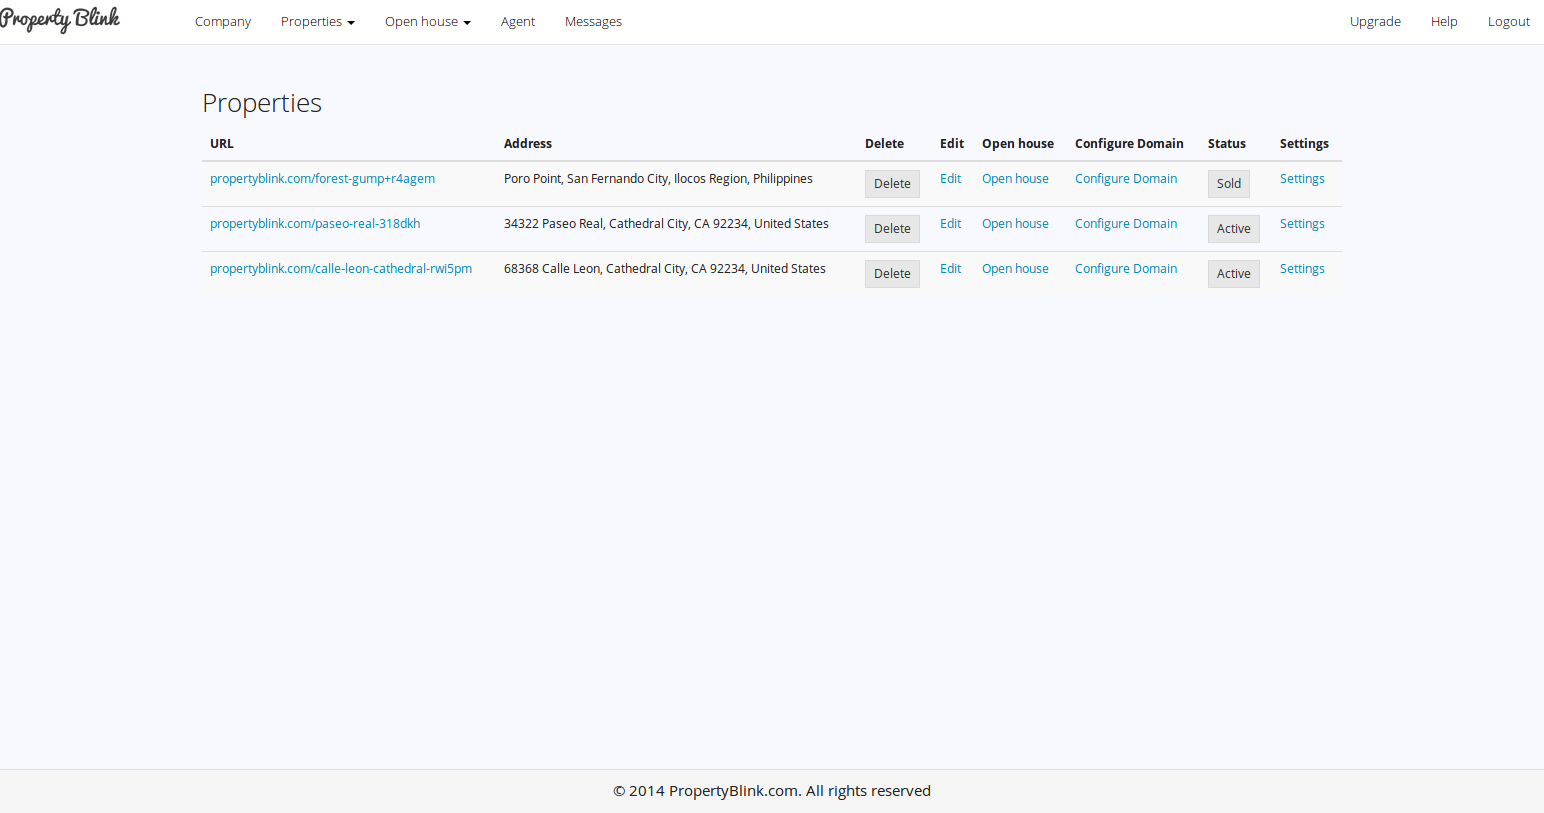 Property Blink Company Properties Open house Agent Messages Upgrade Help Logout
Properties
URL Address Delete Edit Open house Configure Domain Status Settings
propertyblink.com/forest-gump+r4agem Poro Point, San Fernando City, Ilocos Region, Philippines Delete Edit Open house Configure Domain Sold Settings
propertyblink.com/paseo-real-318dkh 34322 Paseo Real, Cathedral City, CA 92234, United States Delete Edit Open house Configure Domain Active Settings
propertyblink.com/calle-leon-cathedral-rwi5pm 68368 Calle Leon, Cathedral City, CA 92234, United States Delete Edit Open house Configure Domain Active Settings
© 2014 PropertyBlink.com. All rights reserved